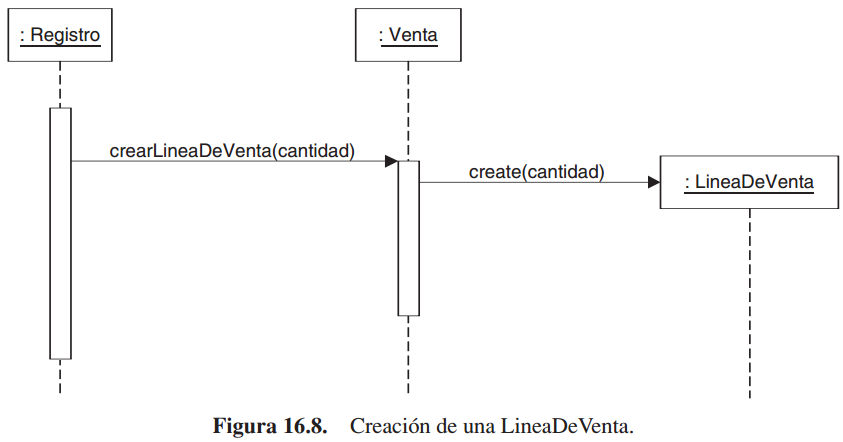 : Registro
: Venta
crearLineaDeVenta(cantidad)
create(cantidad)
: LineaDeVenta
Figura 16.8. Creación de una LineaDeVenta.